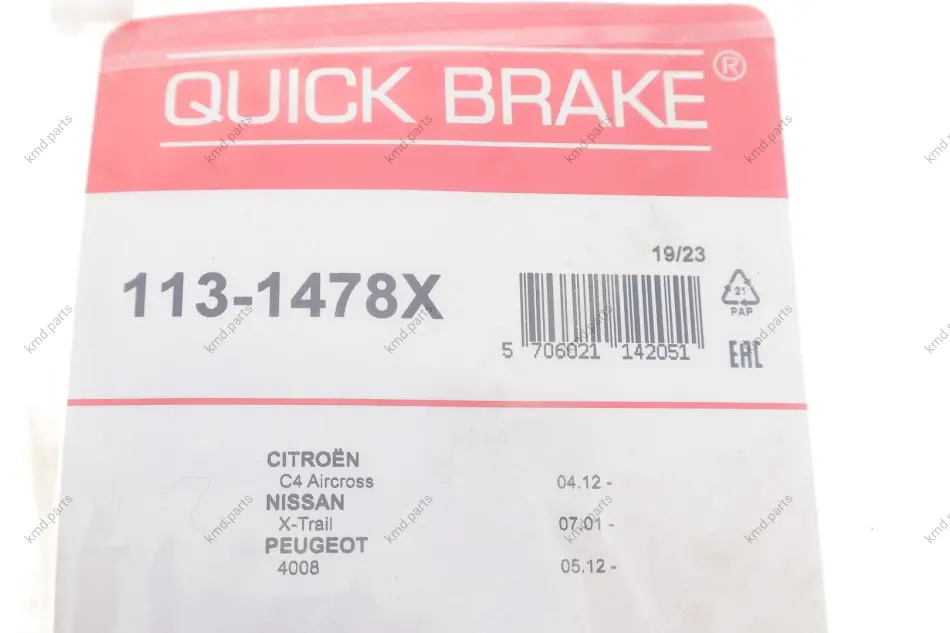 QUICK BRAKE®
113-1478X
19/23
5 706021 142051
21
PAP
EAC
CITROËN
C4 Aircross 04.12 -
NISSAN
X-Trail 07.01 -
PEUGEOT
4008 05.12 -
kmd.parts